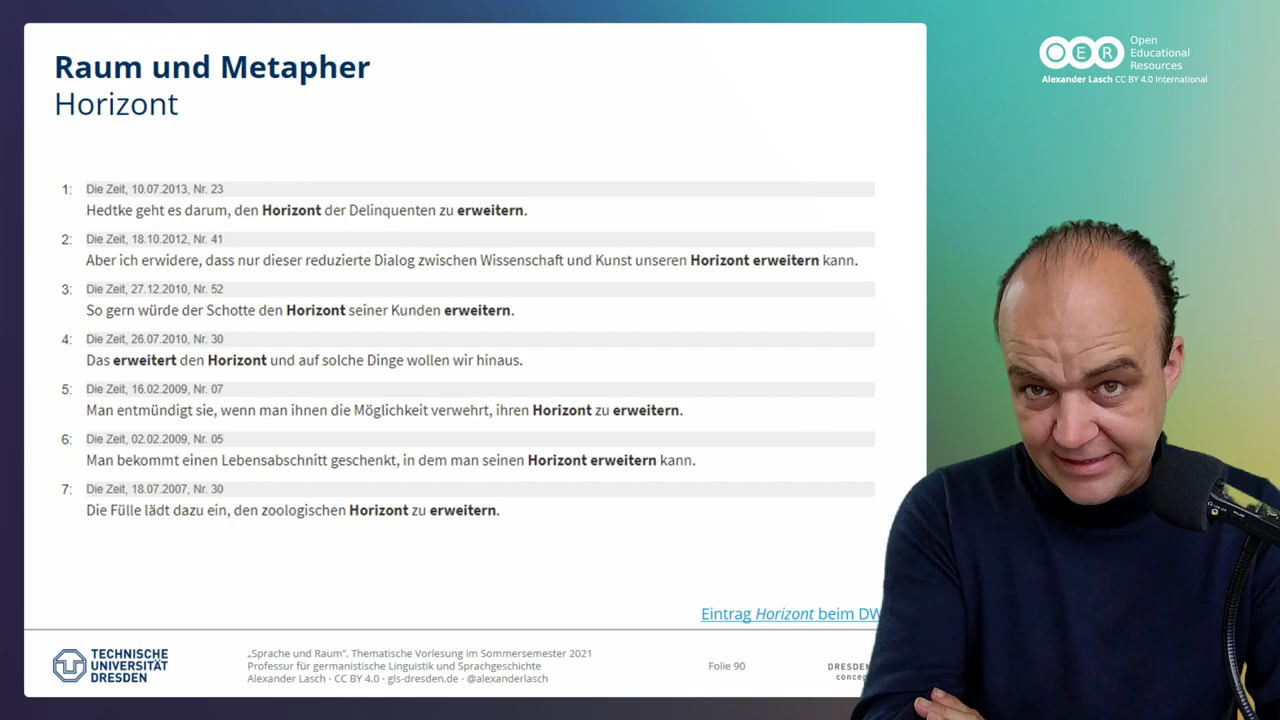 Raum und Metapher
Horizont
1: Die Zeit, 10.07.2013, Nr. 23
Hedtke geht es darum, den Horizont der Delinquenten zu erweitern.
2: Die Zeit, 18.10.2012, Nr. 41
Aber ich erwidere, dass nur dieser reduzierte Dialog zwischen Wissenschaft und Kunst unseren Horizont erweitern kann.
3: Die Zeit, 27.12.2010, Nr. 52
So gern würde der Schotte den Horizont seiner Kunden erweitern.
4: Die Zeit, 26.07.2010, Nr. 30
Das erweitert den Horizont und auf solche Dinge wollen wir hinaus.
5: Die Zeit, 16.02.2009, Nr. 07
Man entmündigt sie, wenn man ihnen die Möglichkeit verwehrt, ihren Horizont zu erweitern.
6: Die Zeit, 02.02.2009, Nr. 05
Man bekommt einen Lebensabschnitt geschenkt, in dem man seinen Horizont erweitern kann.
7: Die Zeit, 18.07.2007, Nr. 30
Die Fülle lädt dazu ein, den zoologischen Horizont zu erweitern.
Eintrag Horizont beim DW
TECHNISCHE
UNIVERSITÄT
DRESDEN
„Sprache und Raum“. Thematische Vorlesung im Sommersemester 2021
Professur für germanistische Linguistik und Sprachgeschichte
Alexander Lasch · CC BY 4.0 · gls-dresden.de · @alexanderlasch
Folie 90
DRESDEN
concep
OER
Open
Educational
Resources
Alexander Lasch CC BY 4.0 International